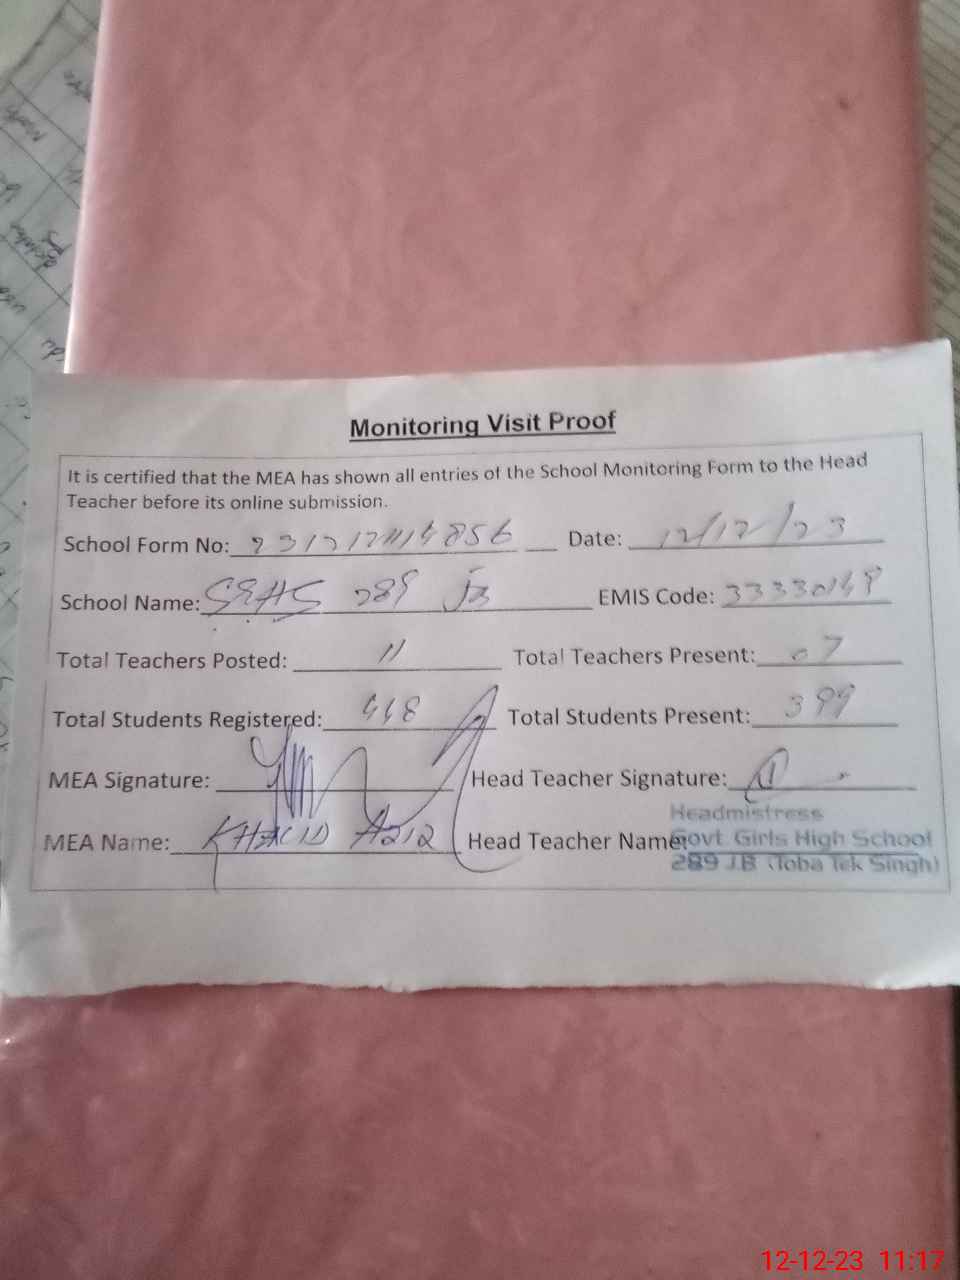 Monitoring Visit Proof
It is certified that the MEA has shown all entries of the School Monitoring Form to the Head
Teacher before its online submission.
School Form No: Date: 12/12/23
School Name: GGHS 289 JB EMIS Code: 33330149
Total Teachers Posted: 11 Total Teachers Present: 07
Total Students Registered: 448 Total Students Present: 399
MEA Signature: Head Teacher Signature:
MEA Name: KHALID AZIZ Head Teacher Name:
Headmistress
Govt. Girls High School
289 J.B (Toba Tek Singh)
12-12-23 11:17